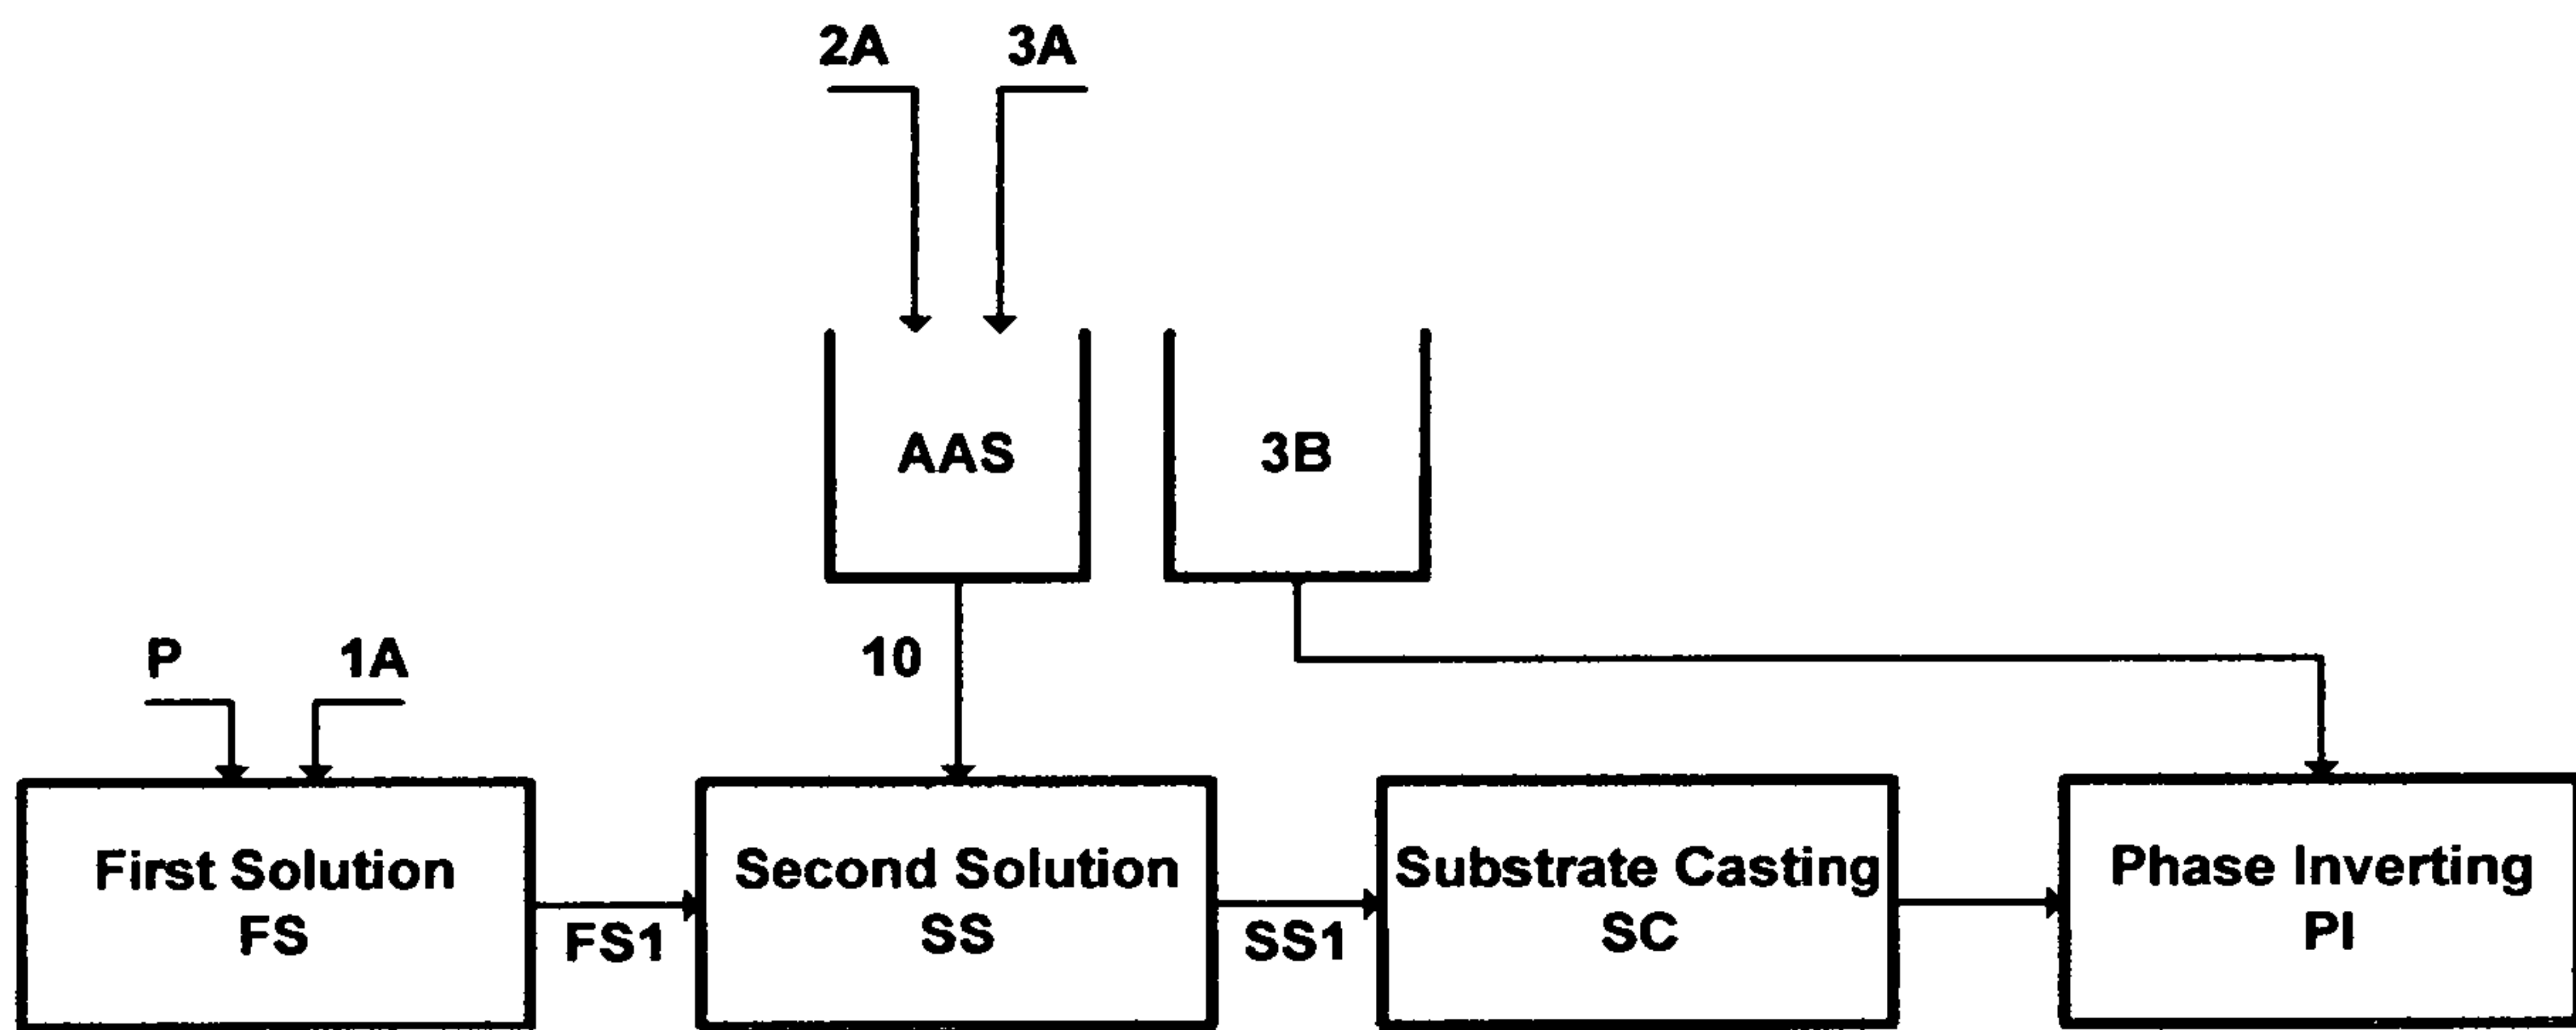 2A 3A
AAS 3B
P 1A 10
First Solution
FS
FS1
Second Solution
SS
SS1
Substrate Casting
SC
Phase Inverting
PI